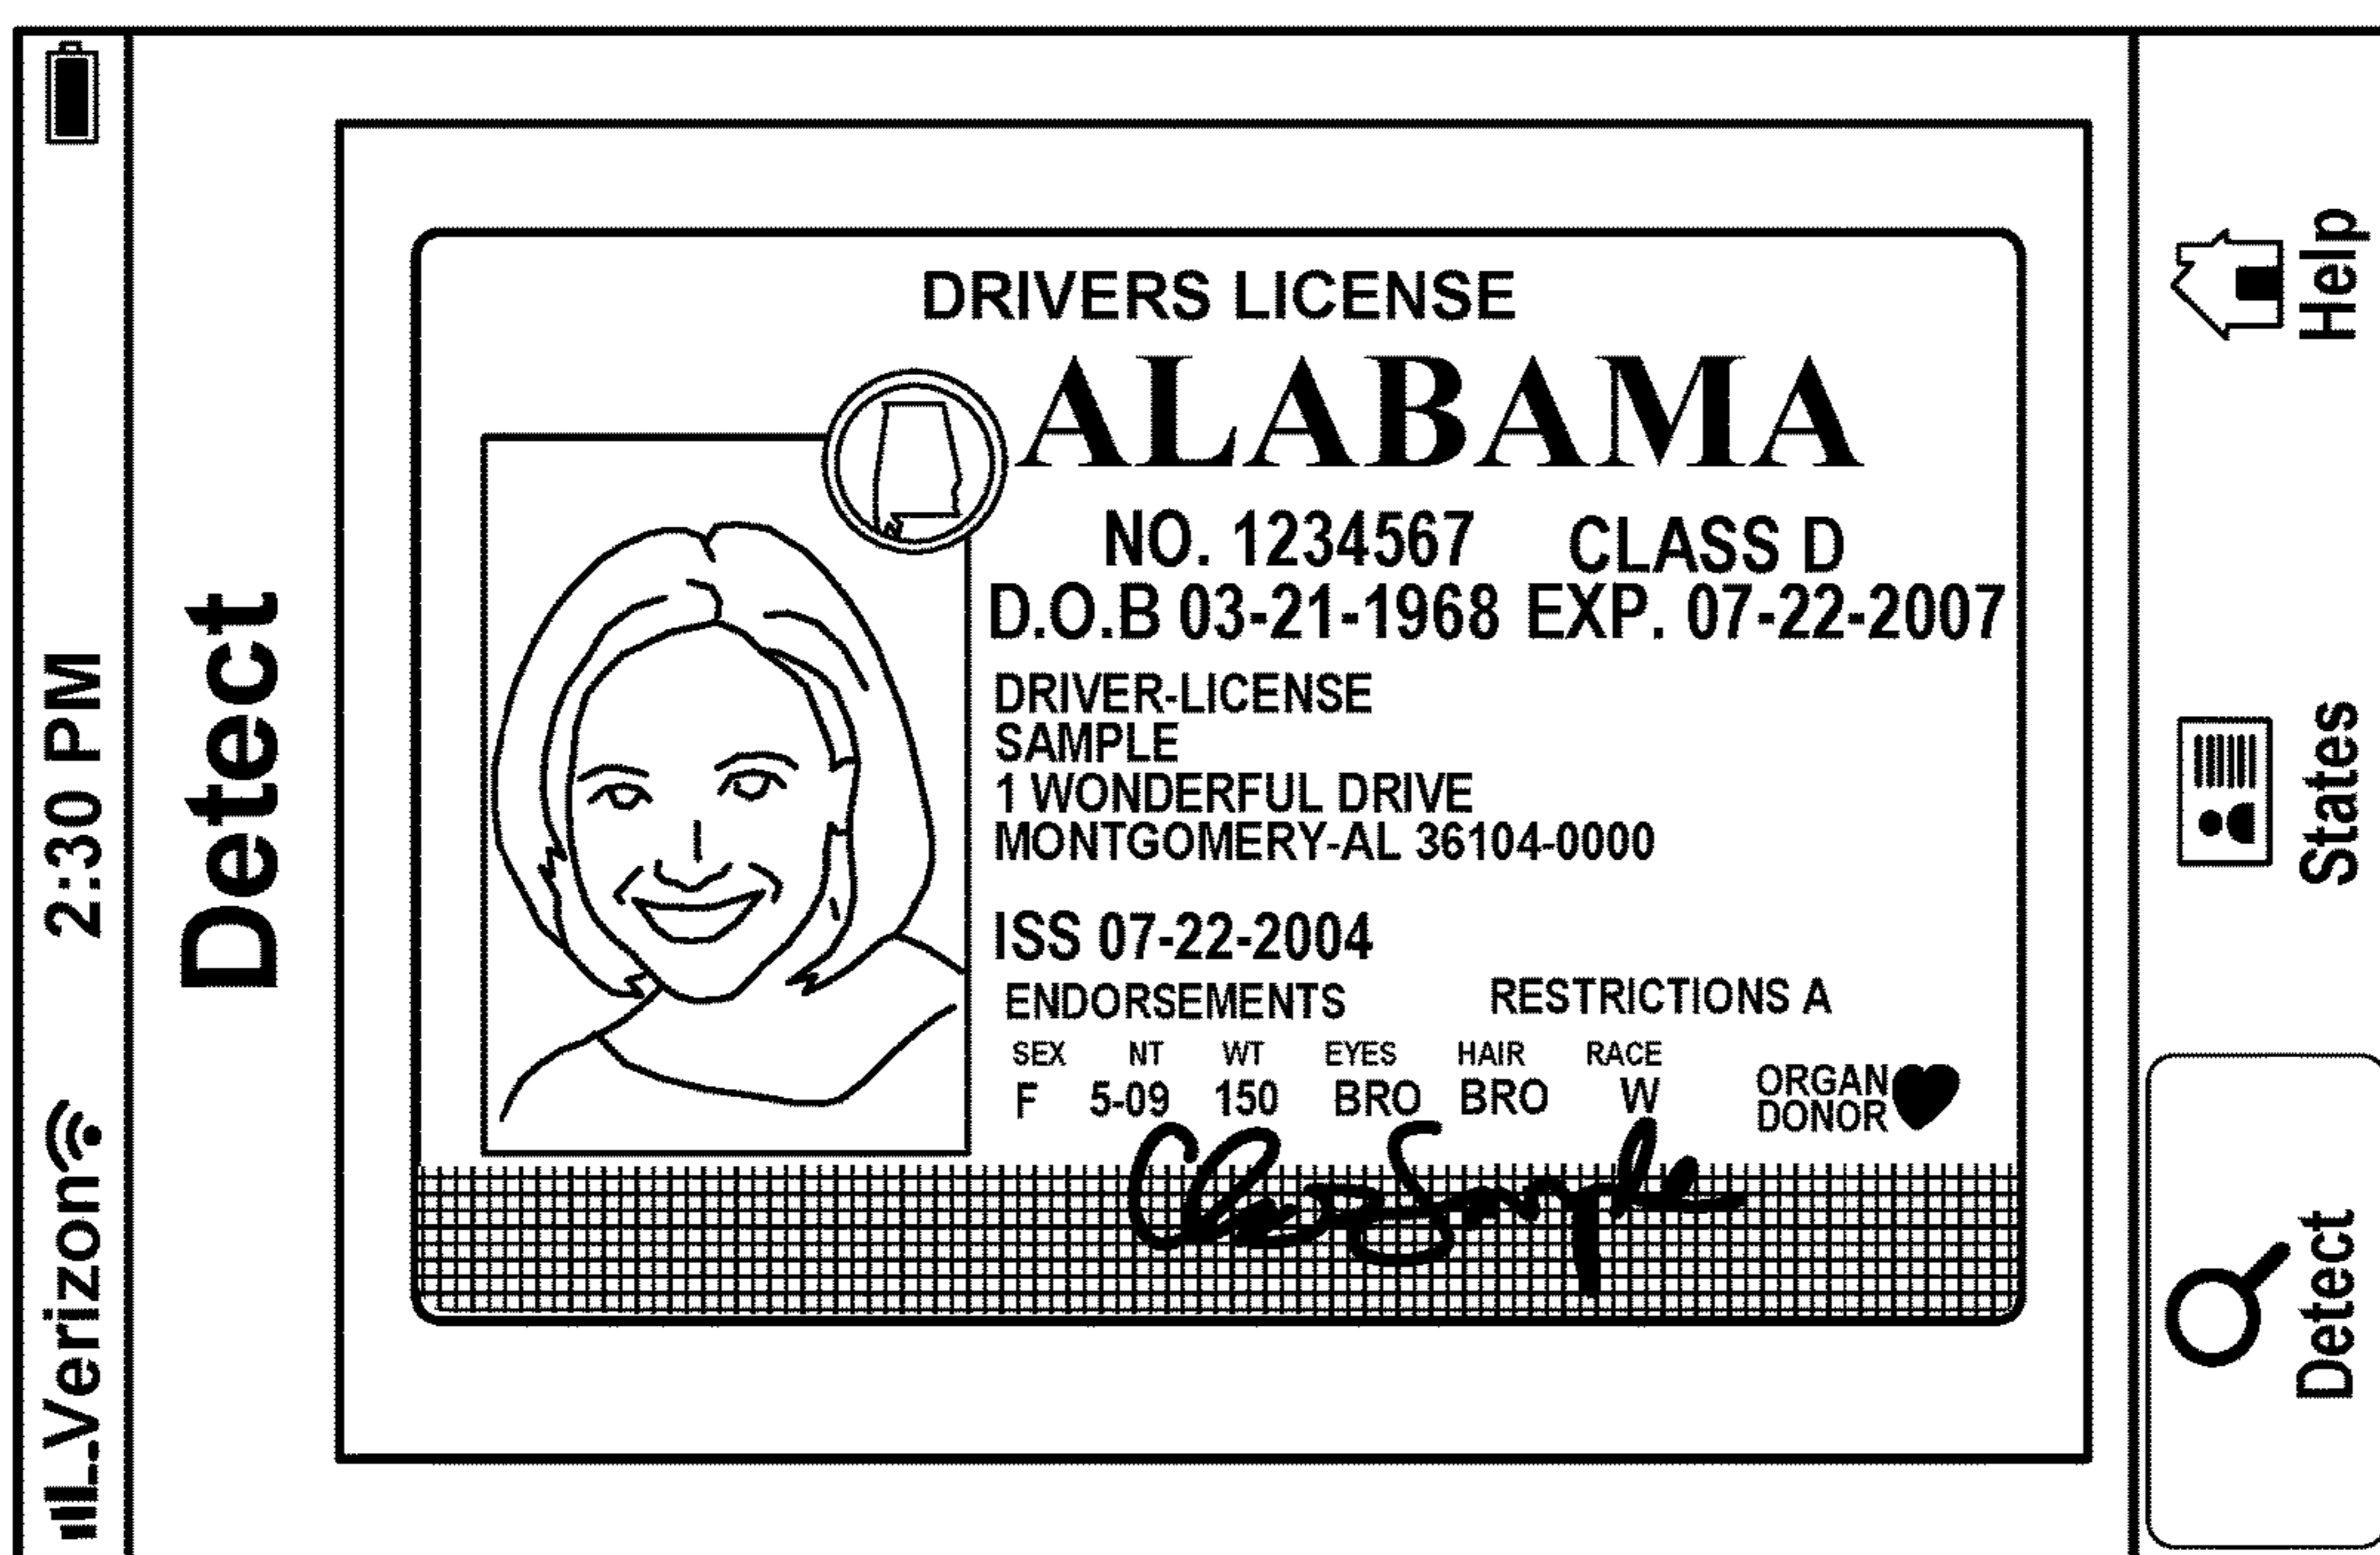 Verizon 2:30 PM
Detect
DRIVERS LICENSE
ALABAMA
NO. 1234567 CLASS D
D.O.B 03-21-1968 EXP. 07-22-2007
DRIVER-LICENSE
SAMPLE
1 WONDERFUL DRIVE
MONTGOMERY-AL 36104-0000
ISS 07-22-2004
ENDORSEMENTS RESTRICTIONS A
SEX NT WT EYES HAIR RACE
F 5-09 150 BRO BRO W
ORGAN
DONOR
Sample
Detect
States
Help